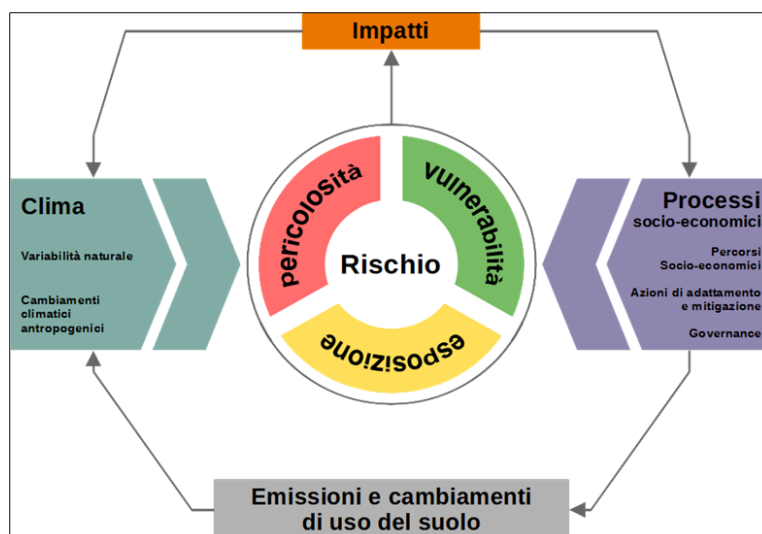 Impatti
Clima
Variabilità naturale
Cambiamenti
climatici
antropogenici
pericolosità
vulnerabilità
Rischio
esposizione
Processi
socio-economici
Percorsi
Socio-economici
Azioni di adattamento
e mitigazione
Governance
Emissioni e cambiamenti
di uso del suolo